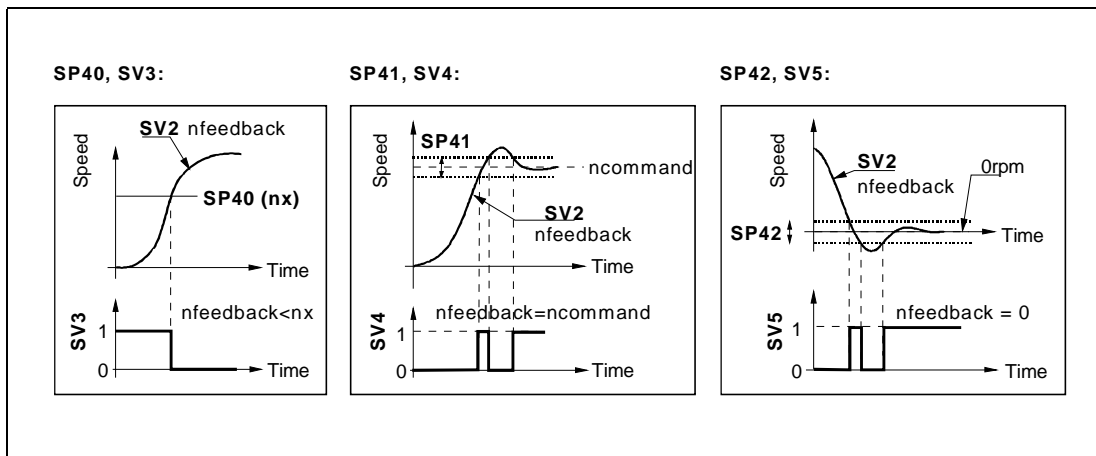 SP40, SV3:
SV2 nfeedback
Speed
SP40 (nx)
Time
SV3
nfeedback<nx
1
0
Time
SP41, SV4:
Speed
SP41
ncommand
SV2
nfeedback
Time
SV4
nfeedback=ncommand
1
0
Time
SP42, SV5:
Speed
SV2
nfeedback
0rpm
SP42
Time
SV5
nfeedback = 0
1
0
Time